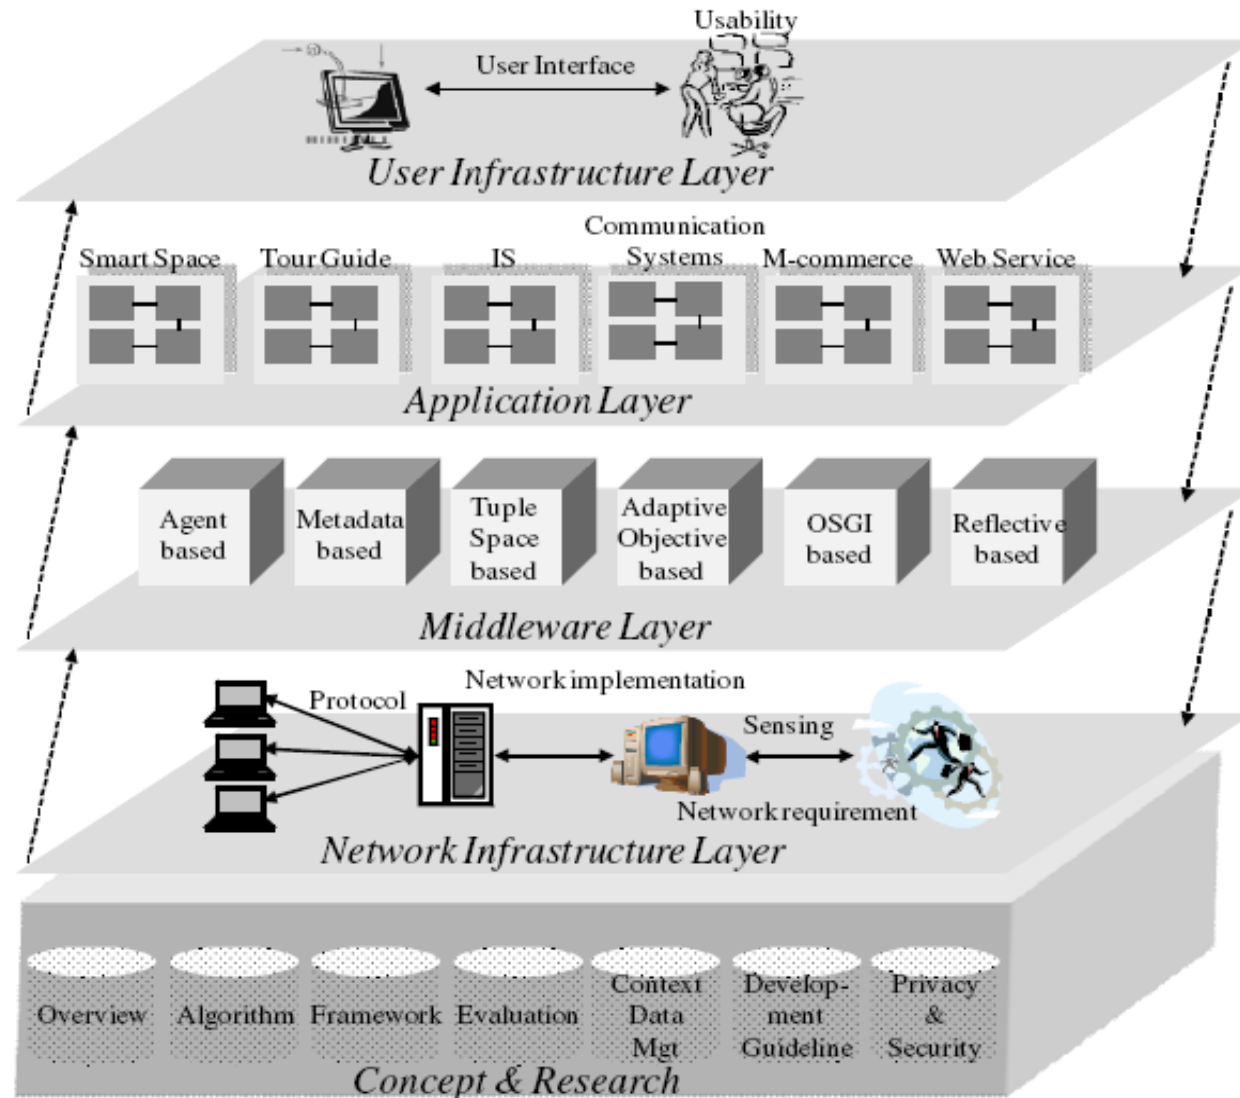 Usability
User Interface
User Infrastructure Layer
Communication
Smart Space Tour Guide IS Systems M-commerce Web Service
Application Layer
Agent
based
Metadata
based
Tuple
Space
based
Adaptive
Objective
based
OSGI
based
Reflective
based
Middleware Layer
Network implementation
Protocol
Sensing
Network requirement
Network Infrastructure Layer
Overview
Algorithm
Framework
Evaluation
Context
Data
Mgt
Develop-
ment
Guideline
Privacy
&
Security
Concept & Research